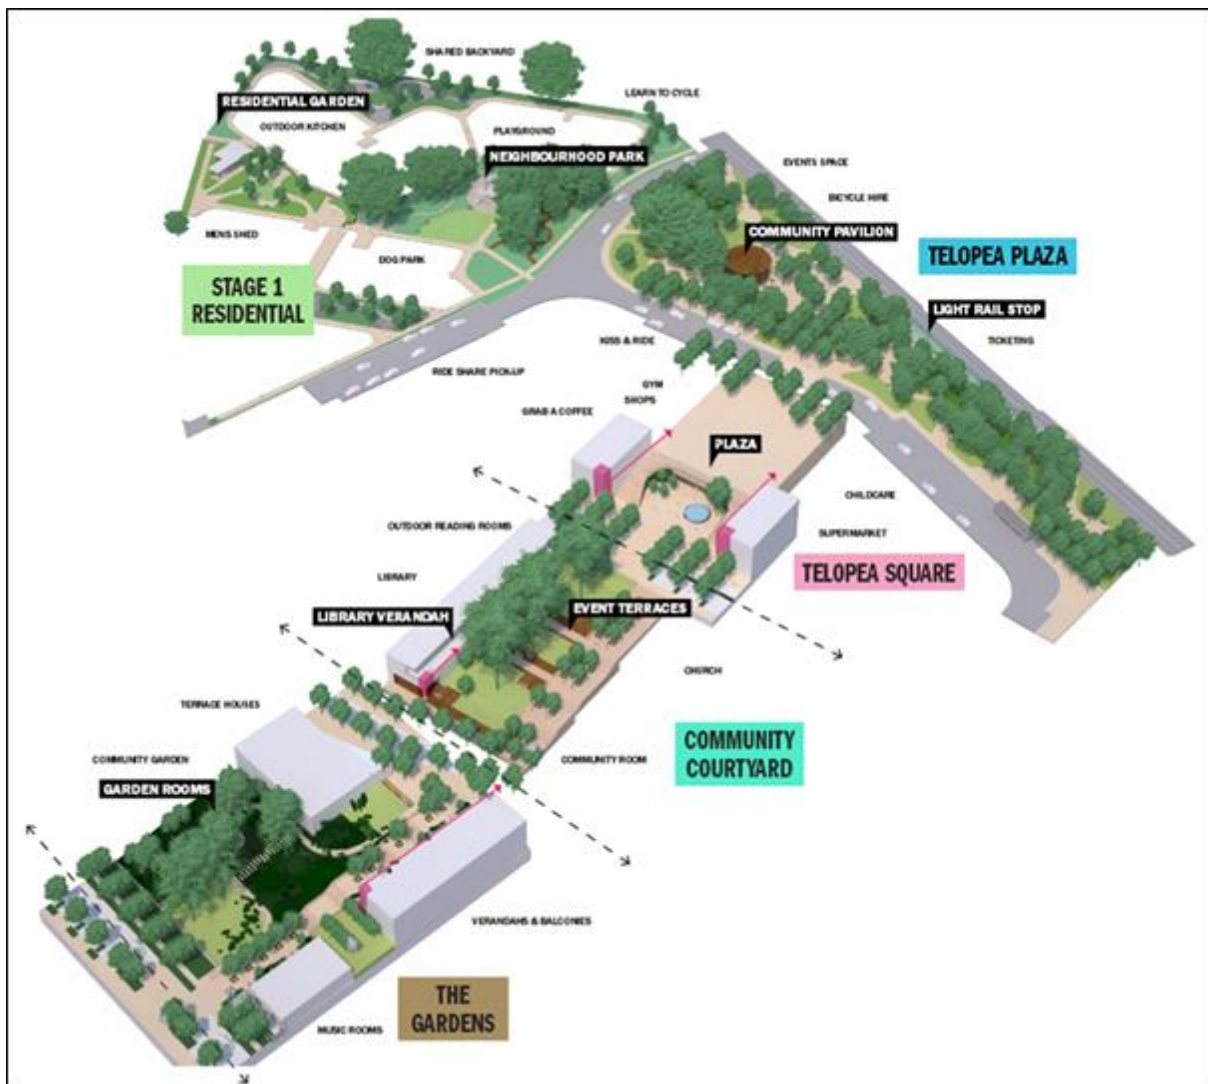 SHARED BACKYARD
LEARN TO CYCLE
RESIDENTIAL GARDEN
OUTDOOR KITCHEN
PLAYGROUND
NEIGHBOURHOOD PARK
EVENTS SPACE
BICYCLE HIRE
MENS SHED
COMMUNITY PAVILION
DOG PARK
TELOPEA PLAZA
STAGE 1
RESIDENTIAL
LIGHT RAIL STOP
TICKETING
KISS & RIDE
RIDE SHARE PICK-UP
GYM
SHOPS
GRAB A COFFEE
PLAZA
CHILDCARE
OUTDOOR READING ROOMS
SUPERMARKET
TELOPEA SQUARE
LIBRARY
EVENT TERRACES
LIBRARY VERANDAH
CHURCH
TERRACE HOUSES
COMMUNITY
COURTYARD
COMMUNITY GARDEN
COMMUNITY ROOM
GARDEN ROOMS
VERANDAHS & BALCONIES
THE
GARDENS
MUSIC ROOMS